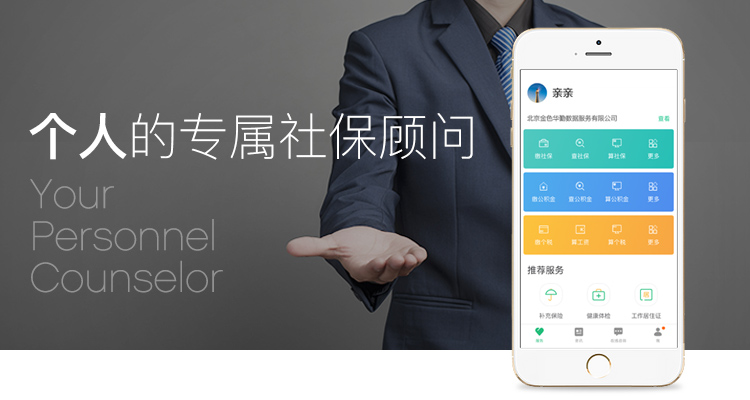 个人的专属社保顾问
Your
Personnel
Counselor
亲亲
北京金色华勤数据服务有限公司 查看
缴社保 查社保 算社保 更多
缴公积金 查公积金 算公积金 更多
缴个税 算工资 算个税 更多
推荐服务
补充保险 健康体检 工作居住证